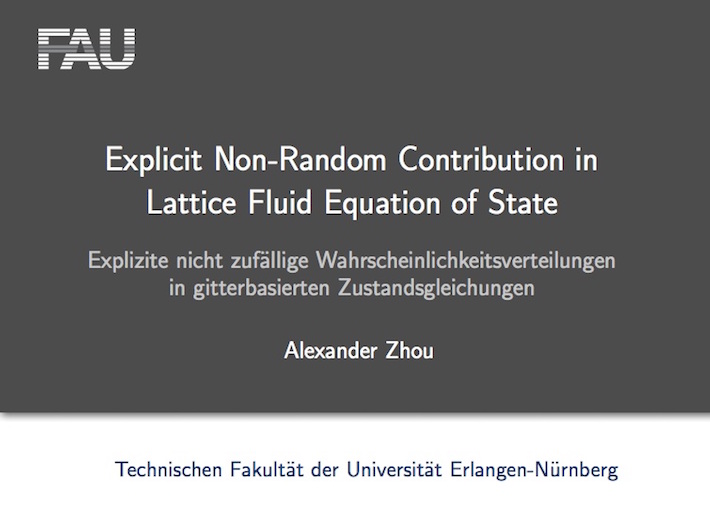 FAU
Explicit Non-Random Contribution in
Lattice Fluid Equation of State
Explizite nicht zufällige Wahrscheinlichkeitsverteilungen
in gitterbasierten Zustandsgleichungen
Alexander Zhou
Technischen Fakultät der Universität Erlangen-Nürnberg